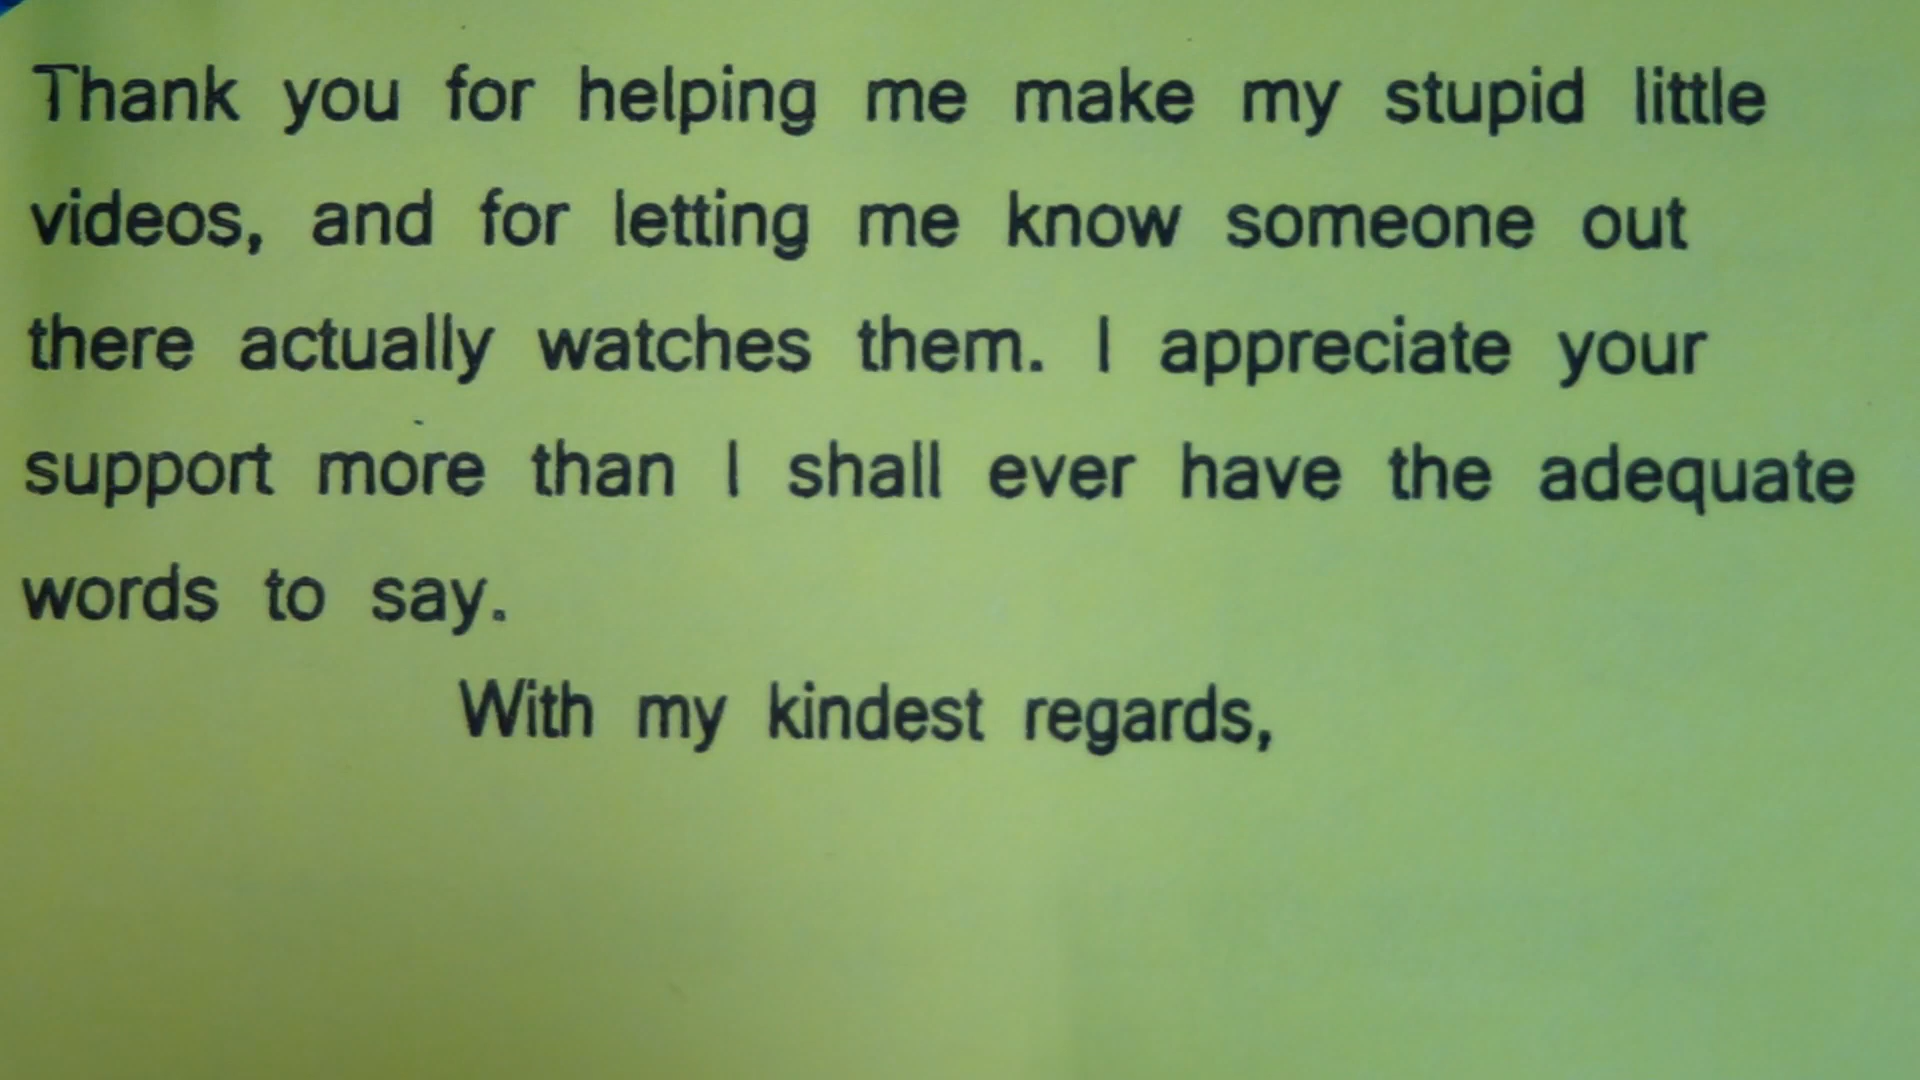 Thank you for helping me make my stupid little
videos, and for letting me know someone out
there actually watches them. I appreciate your
support more than I shall ever have the adequate
words to say.
With my kindest regards,